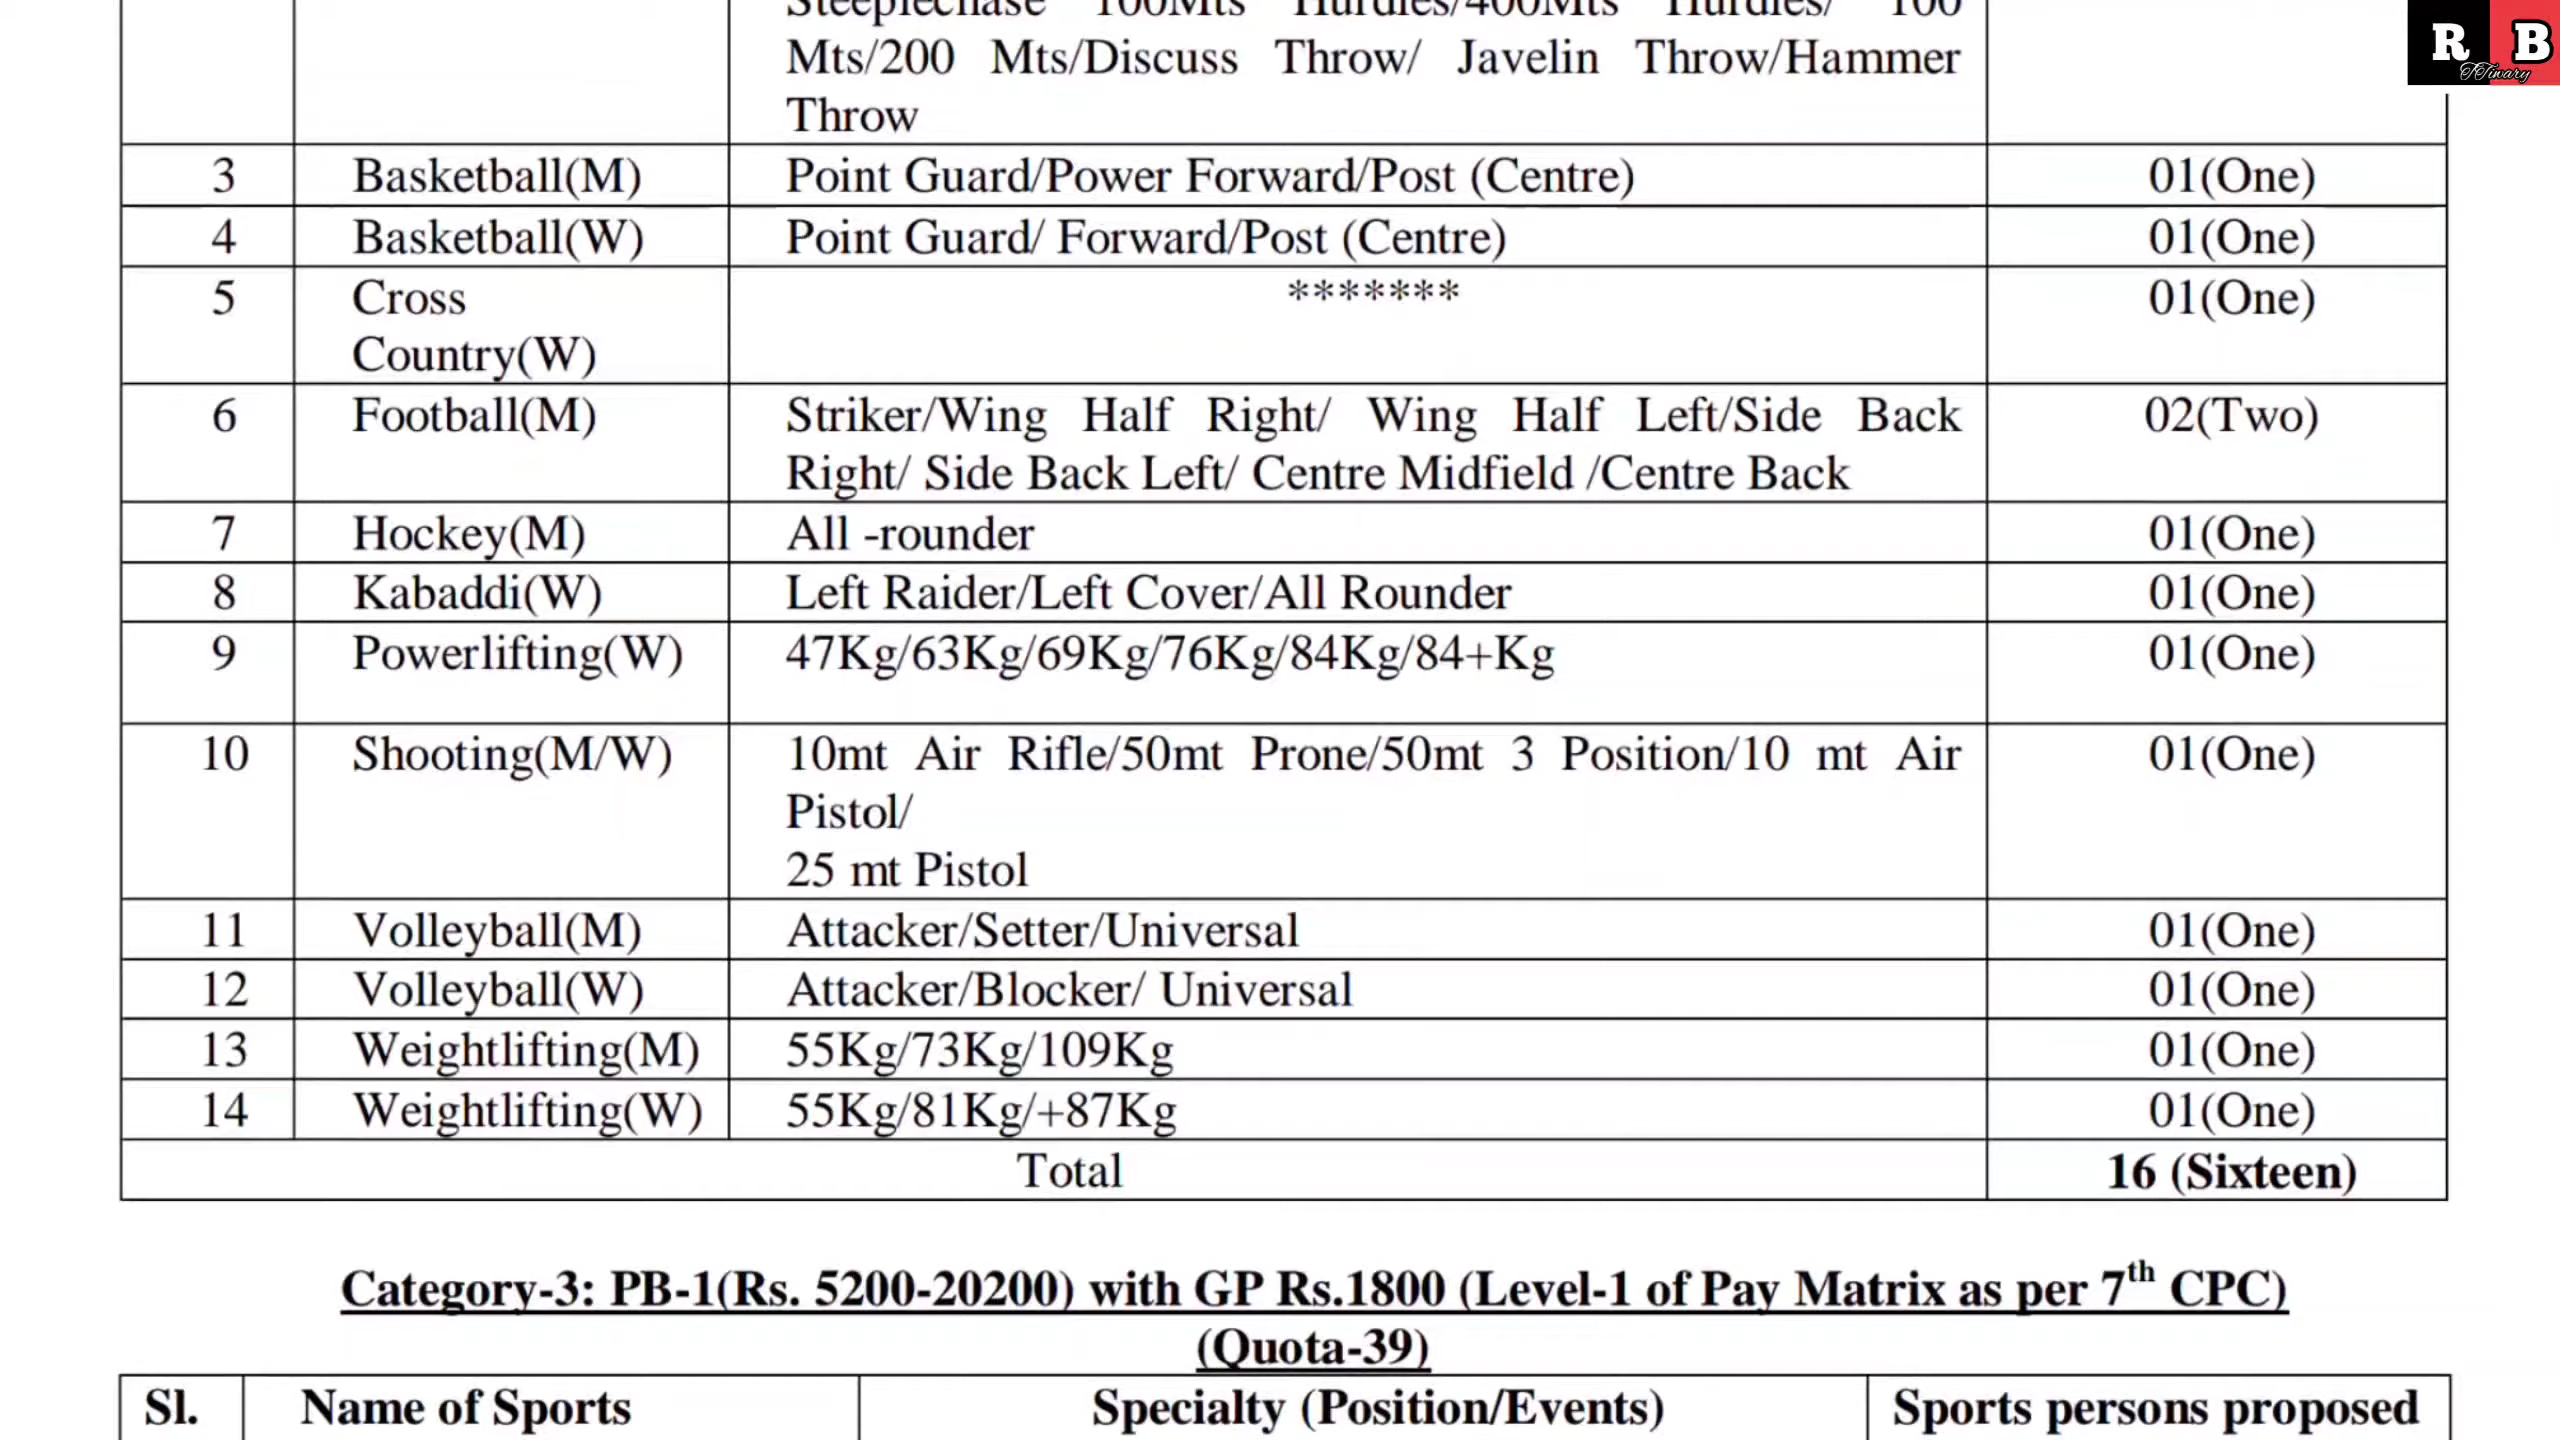 Steeplechase 100Mts Hurdles/400Mts Hurdles/ 100
R B
TTiwary
Mts/200 Mts/Discuss Throw/ Javelin Throw/Hammer
Throw
3 Basketball(M) Point Guard/Power Forward/Post (Centre) 01(One)
4 Basketball(W) Point Guard/ Forward/Post (Centre) 01(One)
5 Cross ******* 01(One)
Country(W)
6 Football(M) Striker/Wing Half Right/ Wing Half Left/Side Back 02(Two)
Right/ Side Back Left/ Centre Midfield /Centre Back
7 Hockey(M) All -rounder 01(One)
8 Kabaddi(W) Left Raider/Left Cover/All Rounder 01(One)
9 Powerlifting(W) 47Kg/63Kg/69Kg/76Kg/84Kg/84+Kg 01(One)
10 Shooting(M/W) 10mt Air Rifle/50mt Prone/50mt 3 Position/10 mt Air 01(One)
Pistol/
25 mt Pistol
11 Volleyball(M) Attacker/Setter/Universal 01(One)
12 Volleyball(W) Attacker/Blocker/ Universal 01(One)
13 Weightlifting(M) 55Kg/73Kg/109Kg 01(One)
14 Weightlifting(W) 55Kg/81Kg/+87Kg 01(One)
Total 16 (Sixteen)
Category-3: PB-1(Rs. 5200-20200) with GP Rs.1800 (Level-1 of Pay Matrix as per 7th CPC)
(Quota-39)
Sl. Name of Sports Specialty (Position/Events) Sports persons proposed